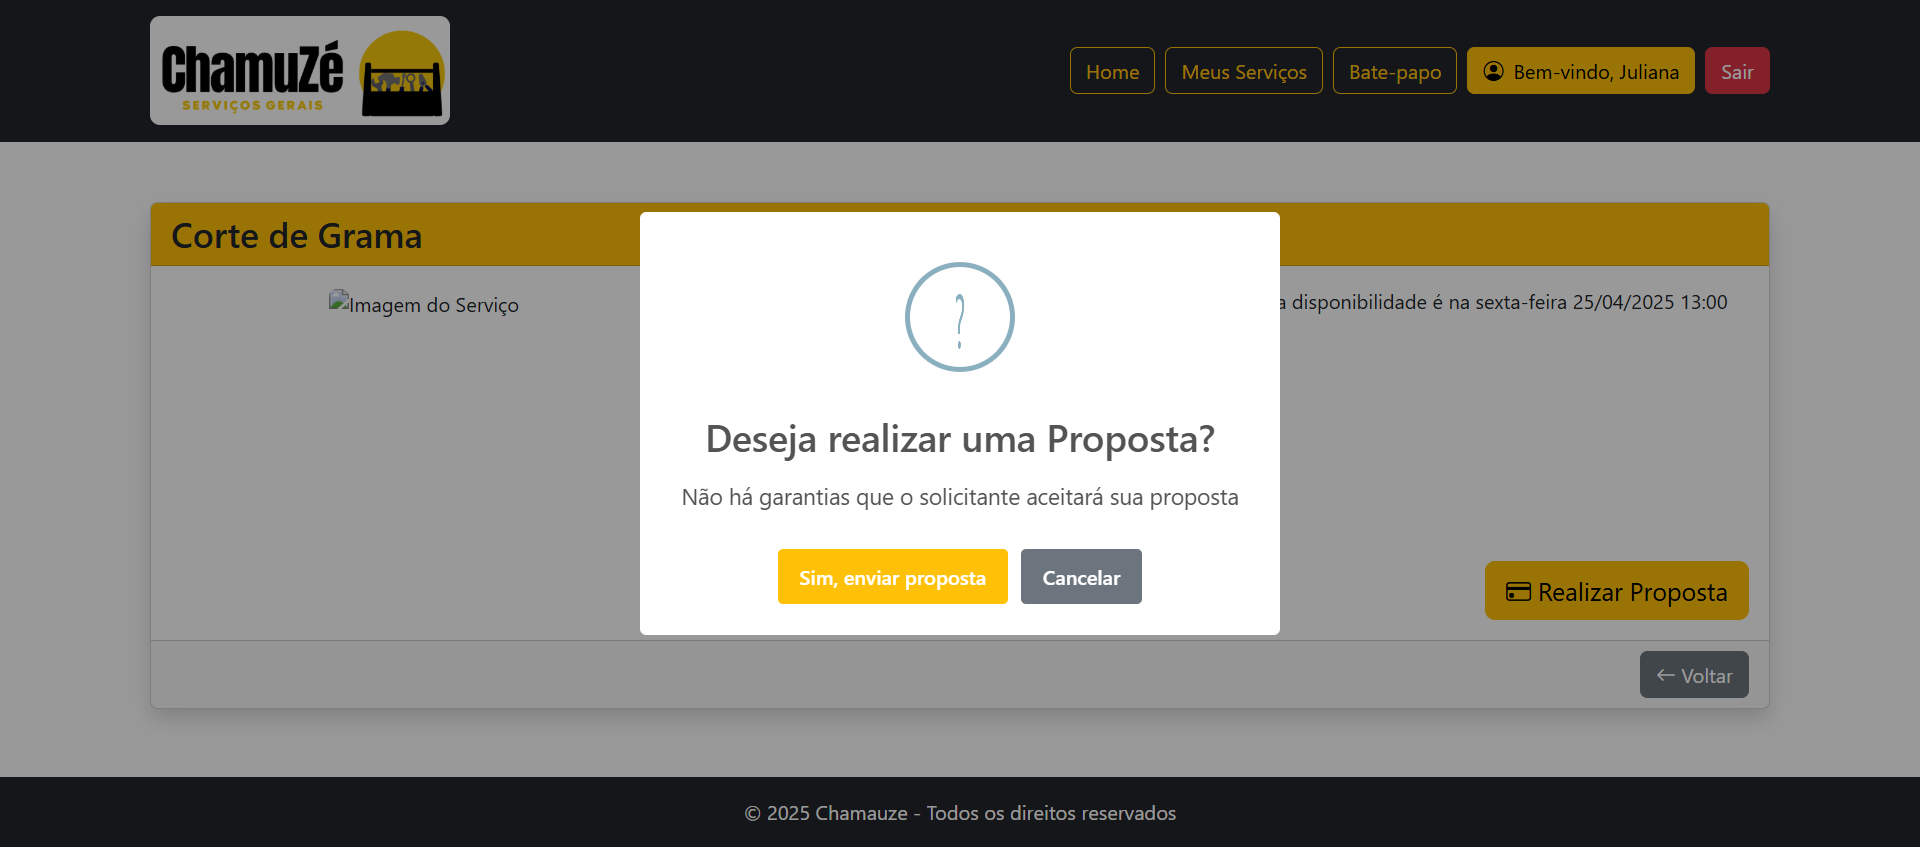 ChamuZé
SERVIÇOS GERAIS
Home
Meus Serviços
Bate-papo
Bem-vindo, Juliana
Sair
Corte de Grama
Imagem do Serviço
disponibilidade é na sexta-feira 25/04/2025 13:00
?
Deseja realizar uma Proposta?
Não há garantias que o solicitante aceitará sua proposta
Sim, enviar proposta
Cancelar
Realizar Proposta
← Voltar
© 2025 Chamauze - Todos os direitos reservados